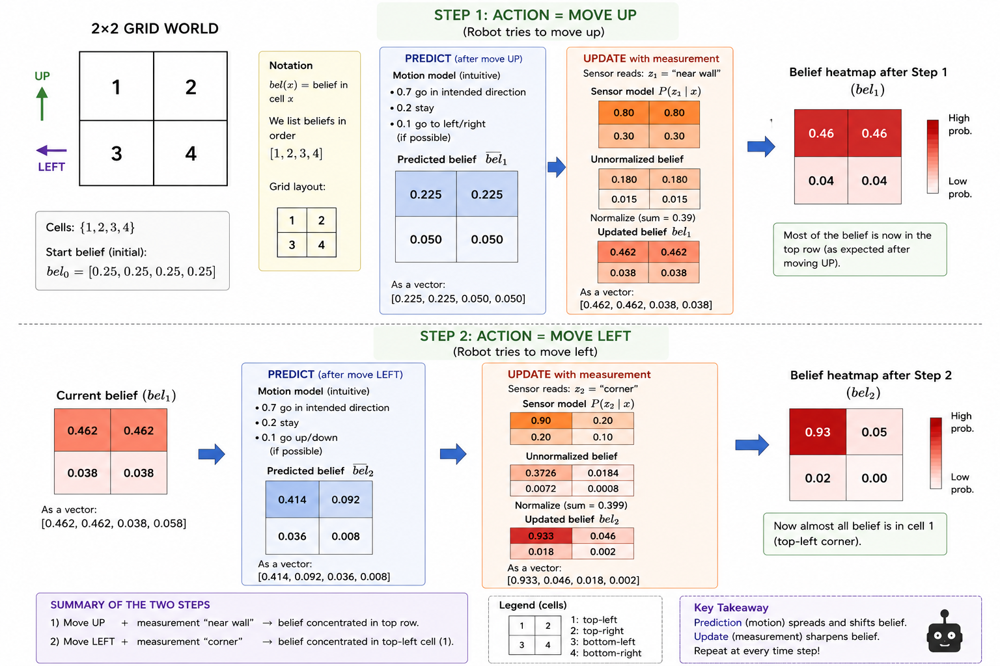 2×2 GRID WORLD
UP
LEFT
1 2
3 4
Cells: {1, 2, 3, 4}
Start belief (initial):
bel₀ = [0.25, 0.25, 0.25, 0.25]
Notation
bel(x) = belief in
cell x
We list beliefs in
order
[1, 2, 3, 4]
Grid layout:
1 2
3 4
STEP 1: ACTION = MOVE UP
(Robot tries to move up)
PREDICT (after move UP)
Motion model (intuitive)
• 0.7 go in intended direction
• 0.2 stay
• 0.1 go to left/right
(if possible)
Predicted belief b̅e̅l̅₁
0.225 0.225
0.050 0.050
As a vector:
[0.225, 0.225, 0.050, 0.050]
UPDATE with measurement
Sensor reads: z₁ = “near wall”
Sensor model P(z₁ | x)
0.80 0.80
0.30 0.30
Unnormalized belief
0.180 0.180
0.015 0.015
Normalize (sum = 0.39)
Updated belief bel₁
0.462 0.462
0.038 0.038
As a vector:
[0.462, 0.462, 0.038, 0.038]
Belief heatmap after Step 1
(bel₁)
0.46 0.46
0.04 0.04
High
prob.
Low
prob.
Most of the belief is now in the
top row (as expected after
moving UP).
STEP 2: ACTION = MOVE LEFT
(Robot tries to move left)
Current belief (bel₁)
0.462 0.462
0.038 0.038
As a vector:
[0.462, 0.462, 0.038, 0.058]
PREDICT (after move LEFT)
Motion model (intuitive)
• 0.7 go in intended direction
• 0.2 stay
• 0.1 go up/down
(if possible)
Predicted belief b̅e̅l̅₂
0.414 0.092
0.036 0.008
As a vector:
[0.414, 0.092, 0.036, 0.008]
UPDATE with measurement
Sensor reads: z₂ = “corner”
Sensor model P(z₂ | x)
0.90 0.20
0.20 0.10
Unnormalized belief
0.3726 0.0184
0.0072 0.0008
Normalize (sum = 0.399)
Updated belief bel₂
0.933 0.046
0.018 0.002
As a vector:
[0.933, 0.046, 0.018, 0.002]
Belief heatmap after Step 2
(bel₂)
0.93 0.05
0.02 0.00
High
prob.
Low
prob.
Now almost all belief is in cell 1
(top-left corner).
SUMMARY OF THE TWO STEPS
1) Move UP + measurement “near wall” → belief concentrated in top row.
2) Move LEFT + measurement “corner” → belief concentrated in top-left cell (1).
Legend (cells)
1 2
3 4
1: top-left
2: top-right
3: bottom-left
4: bottom-right
Key Takeaway
Prediction (motion) spreads and shifts belief.
Update (measurement) sharpens belief.
Repeat at every time step!